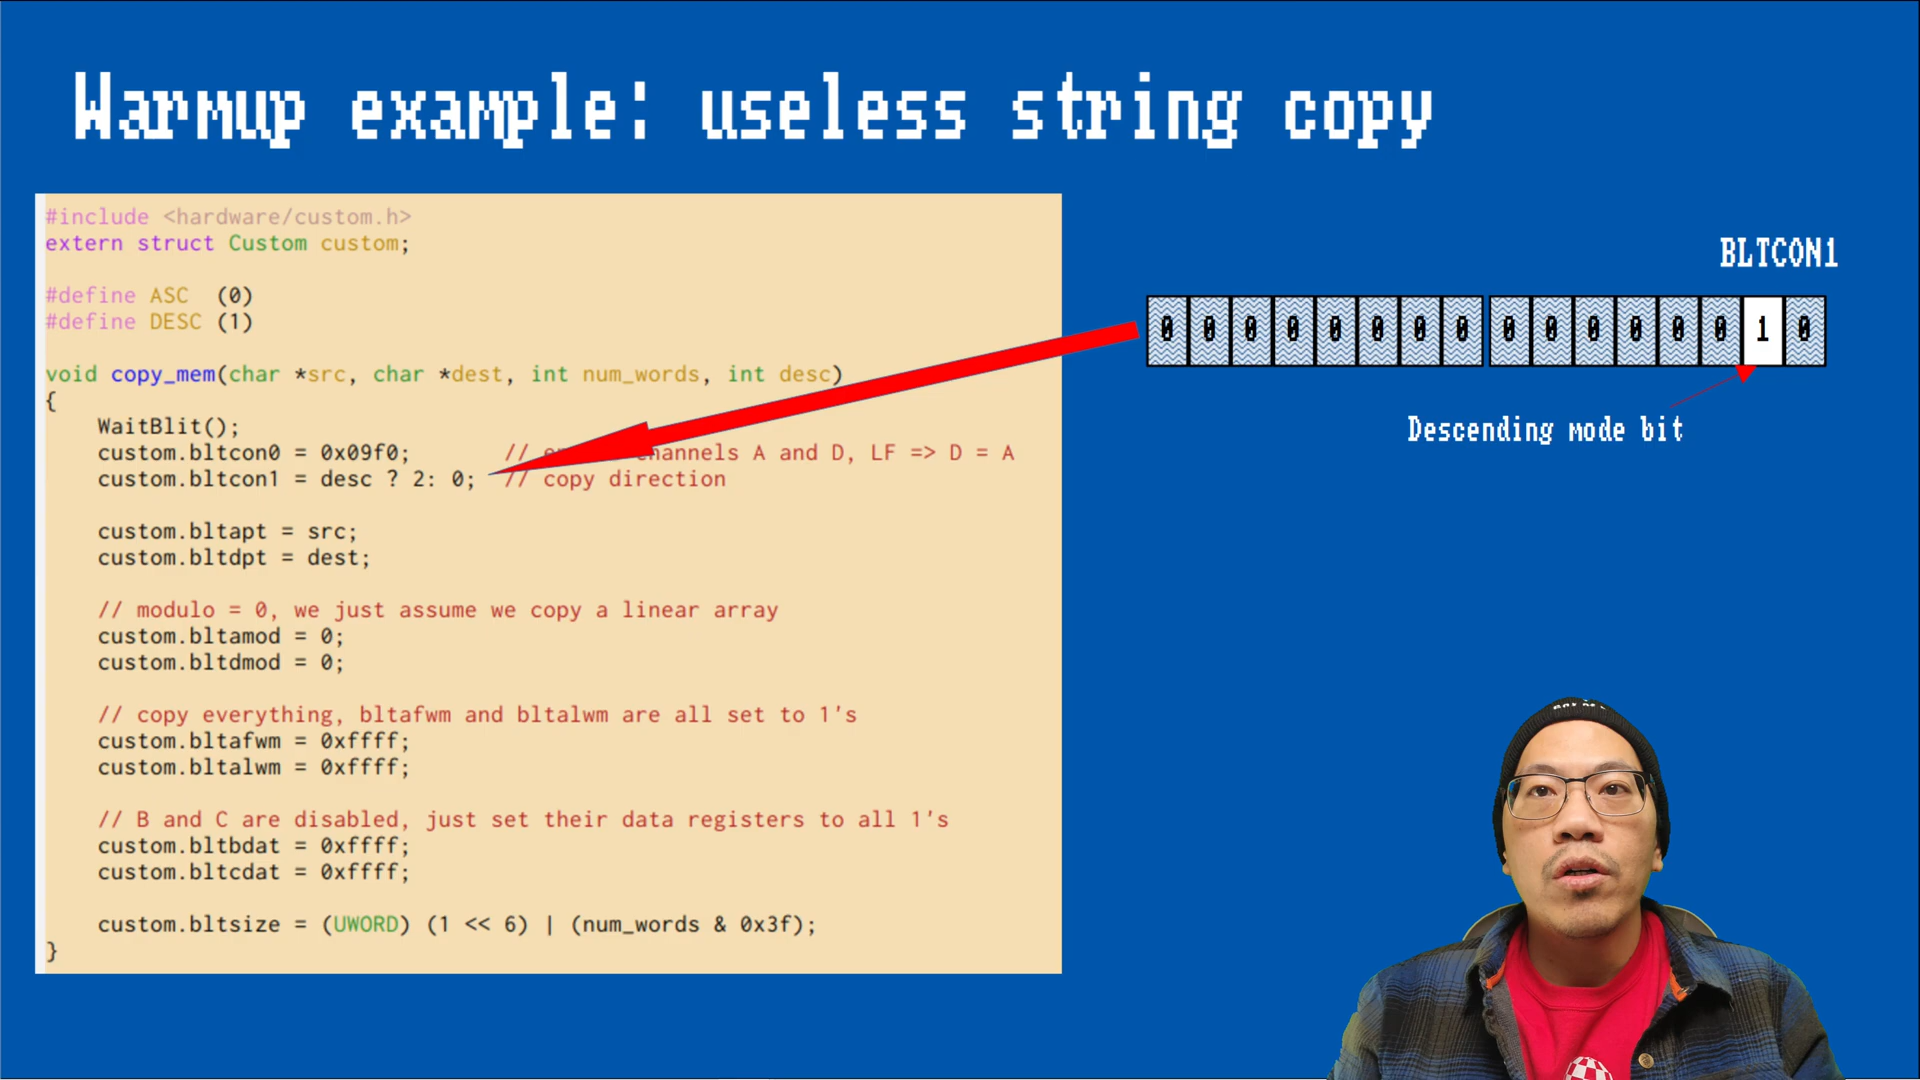 Warmup example: useless string copy
#include <hardware/custom.h>
extern struct Custom custom;
#define ASC  (0)
#define DESC (1)
void copy_mem(char *src, char *dest, int num_words, int desc)
{
WaitBlit();
custom.bltcon0 = 0x09f0; // channels A and D, LF => D = A
custom.bltcon1 = desc ? 2: 0; // copy direction
custom.bltapt = src;
custom.bltdpt = dest;
// modulo = 0, we just assume we copy a linear array
custom.bltamod = 0;
custom.bltdmod = 0;
// copy everything, bltafwm and bltalwm are all set to 1's
custom.bltafwm = 0xffff;
custom.bltalwm = 0xffff;
// B and C are disabled, just set their data registers to all 1's
custom.bltbdat = 0xffff;
custom.bltcdat = 0xffff;
custom.bltsize = (UWORD) (1 << 6) | (num_words & 0x3f);
}
BLTCON1
0 0 0 0 0 0 0 0 0 0 0 0 0 0 1 0
Descending mode bit